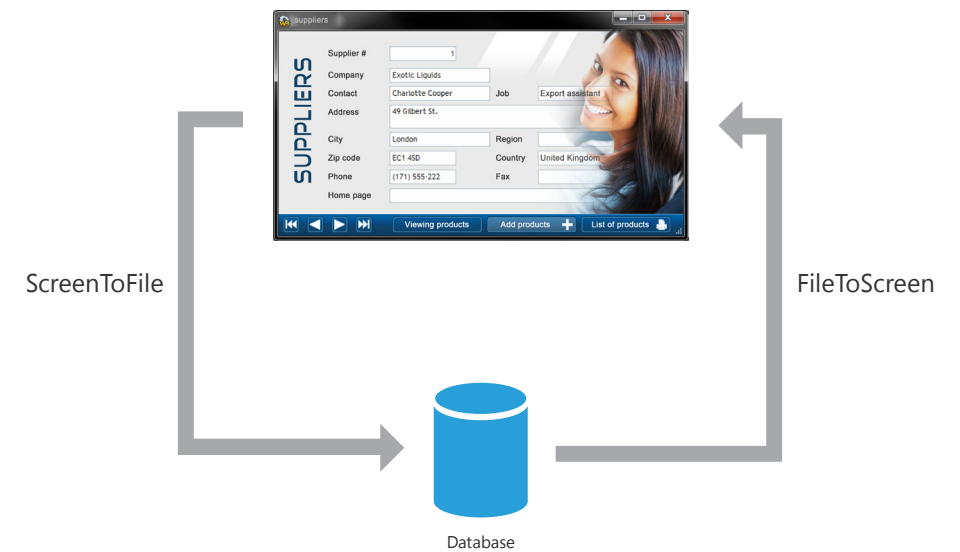 suppliers
SUPPLIERS
Supplier # 1
Company Exotic Liquids
Contact Charlotte Cooper Job Export assistant
Address 49 Gilbert St.
City London Region
Zip code EC1 4SD Country United Kingdom
Phone (171) 555-222 Fax
Home page
Viewing products Add products List of products
ScreenToFile
FileToScreen
Database